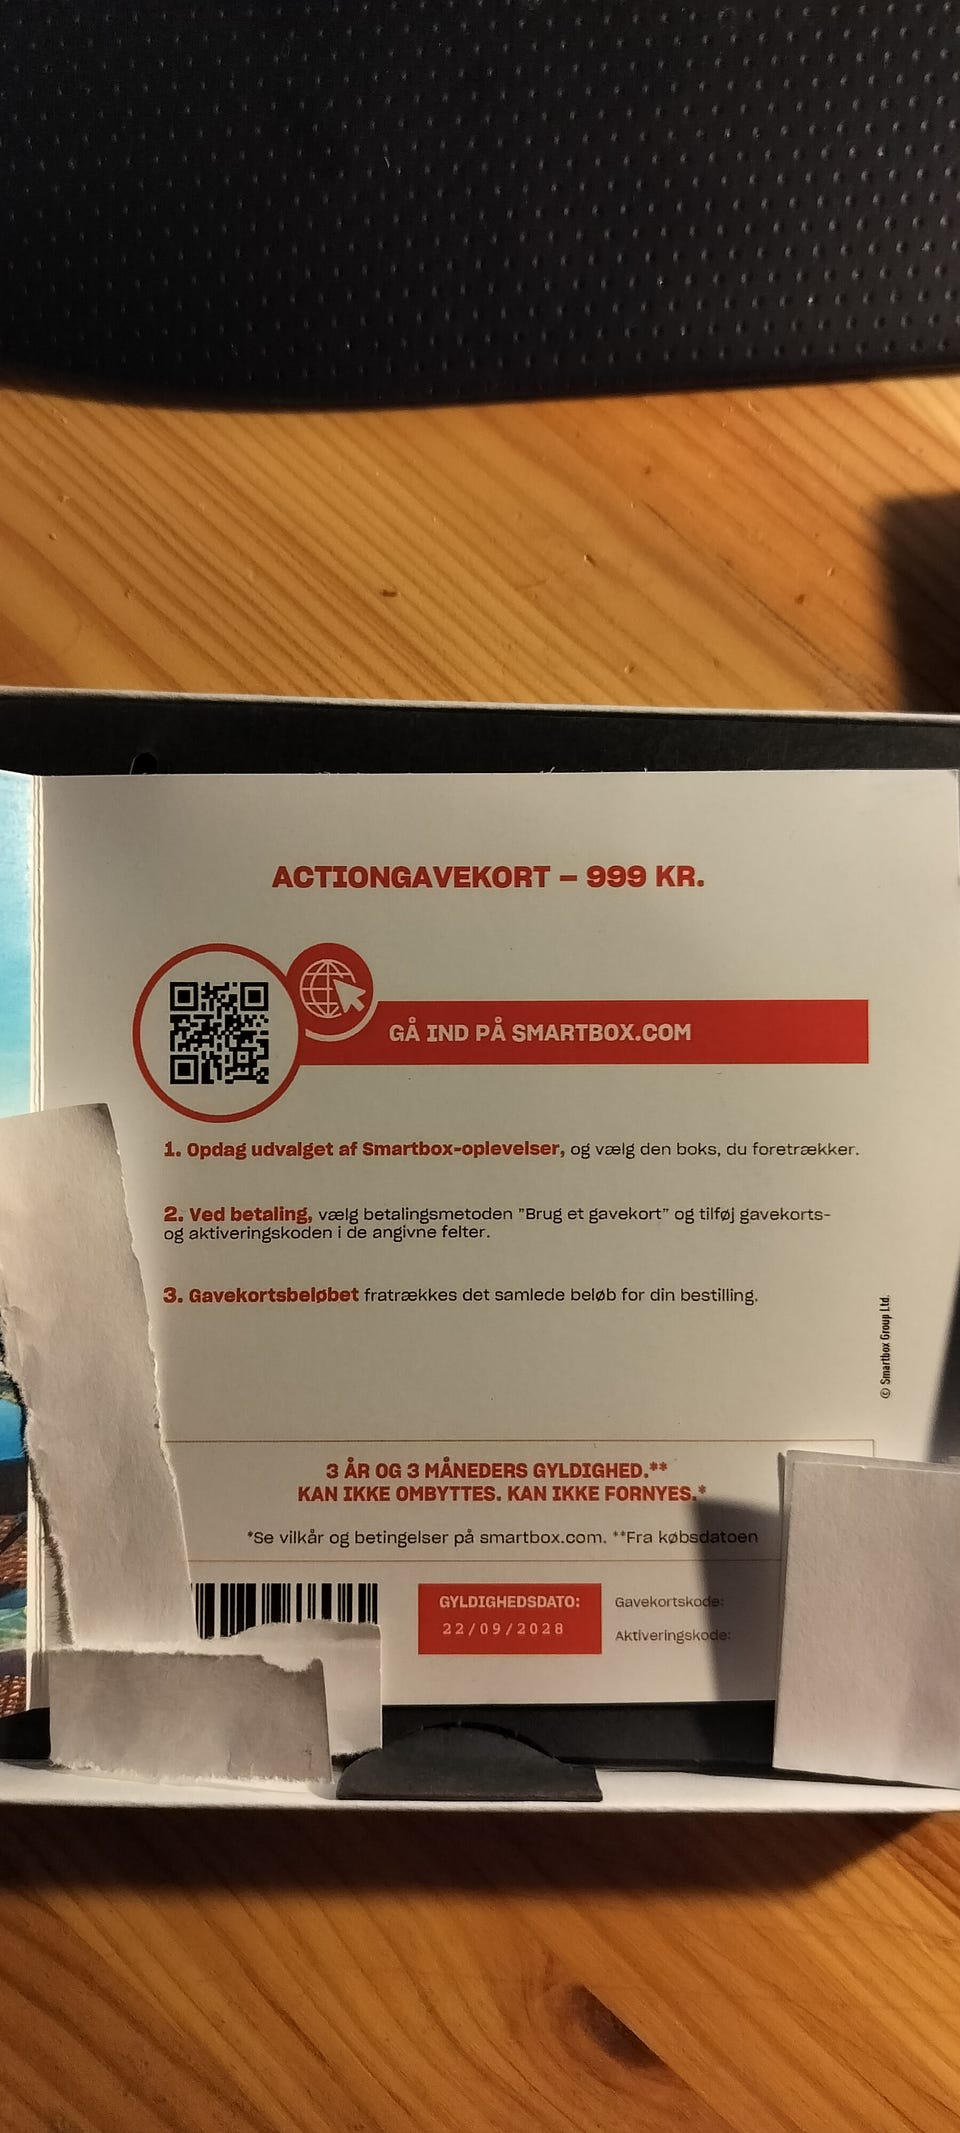 ACTIONGAVEKORT – 999 KR.
GÅ IND PÅ SMARTBOX.COM
1. Opdag udvalget af Smartbox-oplevelser, og vælg den boks, du foretrækker.
2. Ved betaling, vælg betalingsmetoden ”Brug et gavekort” og tilføj gavekorts-
og aktiveringskoden i de angivne felter.
3. Gavekortsbeløbet fratrækkes det samlede beløb for din bestilling.
© Smartbox Group Ltd.
3 ÅR OG 3 MÅNEDERS GYLDIGHED.**
KAN IKKE OMBYTTES. KAN IKKE FORNYES.*
*Se vilkår og betingelser på smartbox.com. **Fra købsdatoen
GYLDIGHEDSDATO:
22/09/2028
Gavekortskode:
Aktiveringskode: